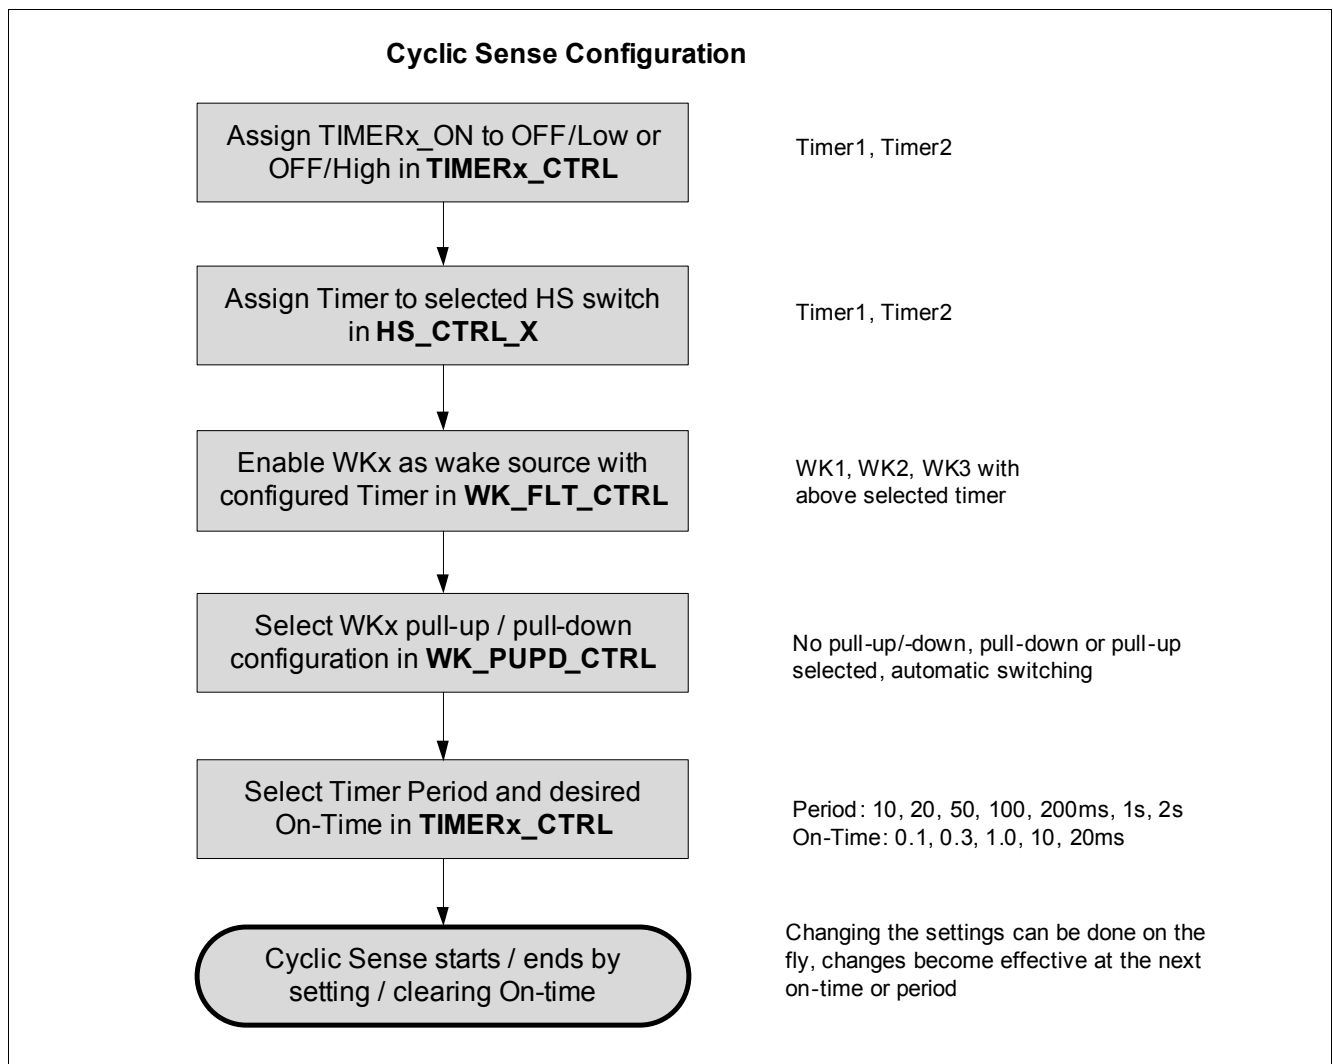 Cyclic Sense Configuration
Assign TIMERx_ON to OFF/Low or
OFF/High in TIMERx_CTRL
Timer1, Timer2
Assign Timer to selected HS switch
in HS_CTRL_X
Timer1, Timer2
Enable WKx as wake source with
configured Timer in WK_FLT_CTRL
WK1, WK2, WK3 with
above selected timer
Select WKx pull-up / pull-down
configuration in WK_PUPD_CTRL
No pull-up/-down, pull-down or pull-up
selected, automatic switching
Select Timer Period and desired
On-Time in TIMERx_CTRL
Period: 10, 20, 50, 100, 200ms, 1s, 2s
On-Time: 0.1, 0.3, 1.0, 10, 20ms
Cyclic Sense starts / ends by
setting / clearing On-time
Changing the settings can be done on the
fly, changes become effective at the next
on-time or period